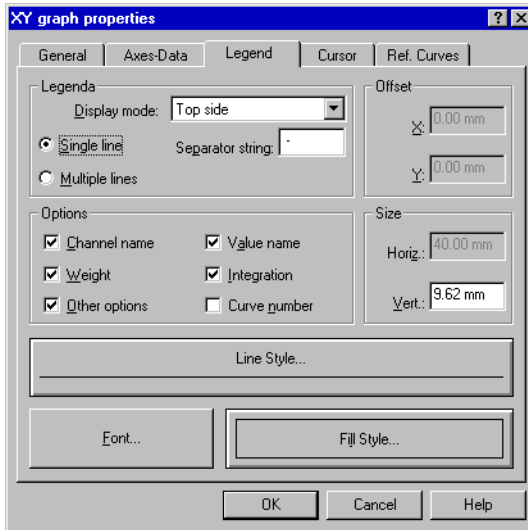 XY graph properties
General Axes-Data Legend Cursor Ref. Curves
Legenda
Display mode: Top side
Single line Separator string: -
Multiple lines
Offset
X: 0.00 mm
Y: 0.00 mm
Options
Channel name Value name
Weight Integration
Other options Curve number
Size
Horiz.: 40.00 mm
Vert.: 9.62 mm
Line Style...
Font... Fill Style...
OK Cancel Help